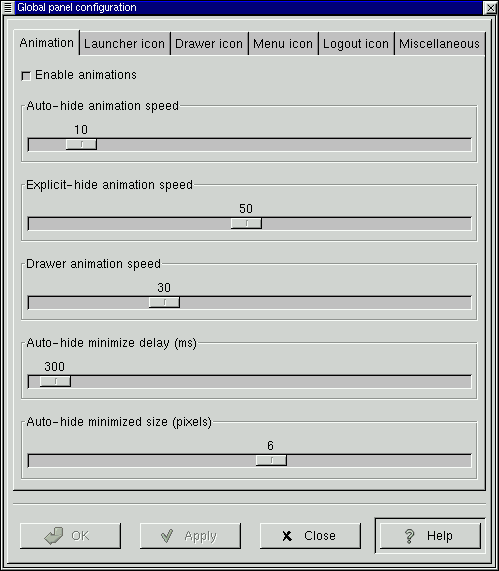 Global panel configuration
Animation Launcher icon Drawer icon Menu icon Logout icon Miscellaneous
Enable animations
Auto-hide animation speed
10
Explicit-hide animation speed
50
Drawer animation speed
30
Auto-hide minimize delay (ms)
300
Auto-hide minimized size (pixels)
6
OK Apply Close Help